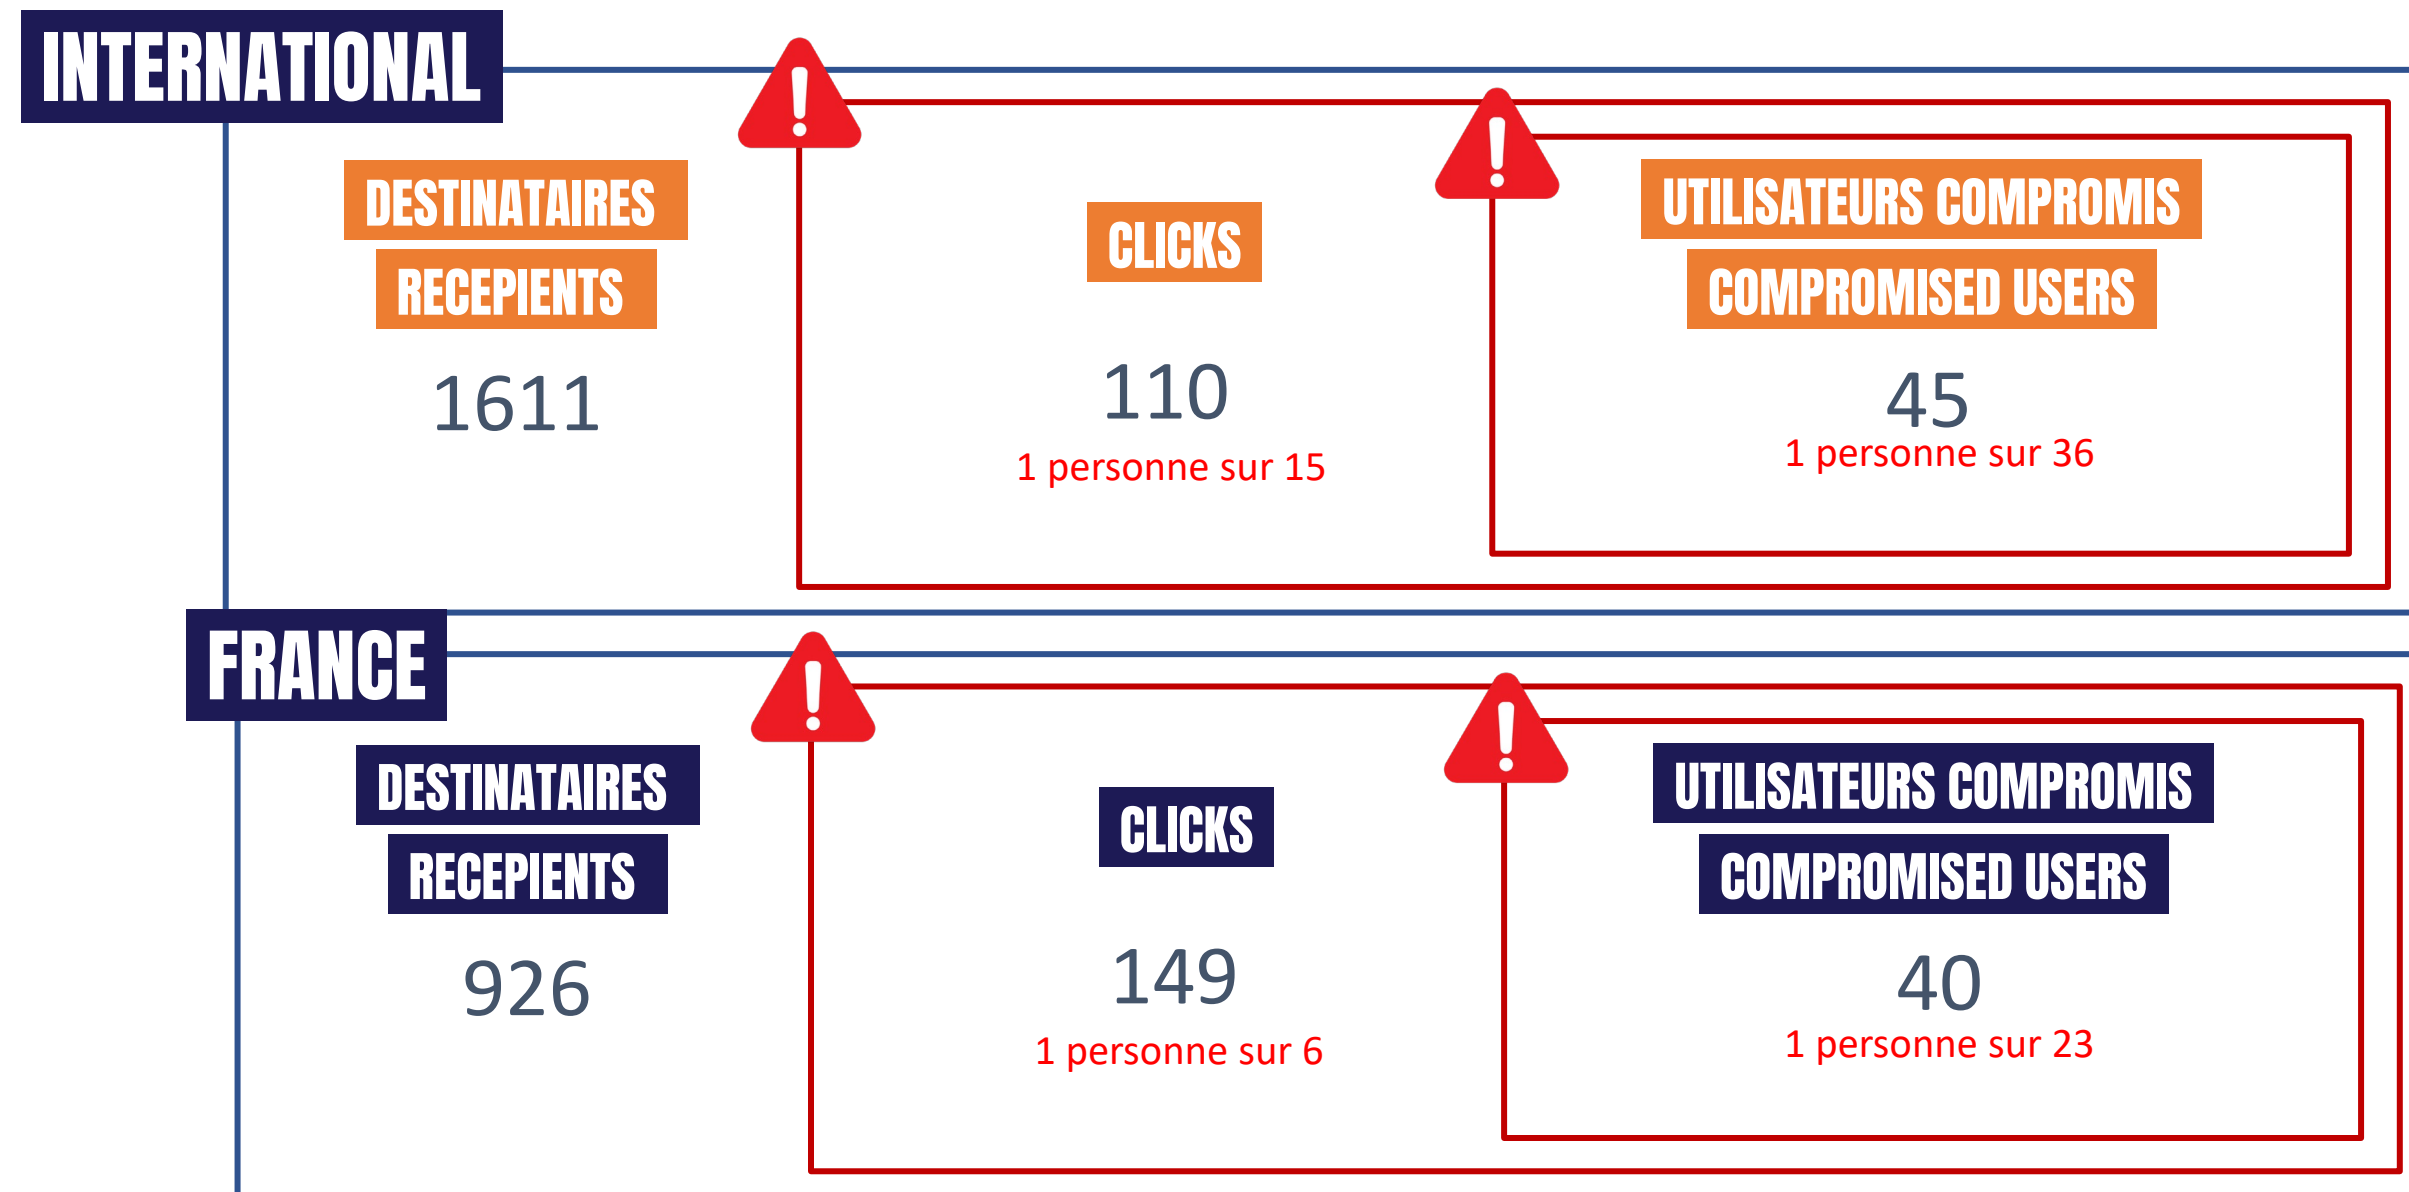 INTERNATIONAL
DESTINATAIRES
RECEPIENTS
1611
CLICKS
110
1 personne sur 15
UTILISATEURS COMPROMIS
COMPROMISED USERS
45
1 personne sur 36
FRANCE
DESTINATAIRES
RECEPIENTS
926
CLICKS
149
1 personne sur 6
UTILISATEURS COMPROMIS
COMPROMISED USERS
40
1 personne sur 23